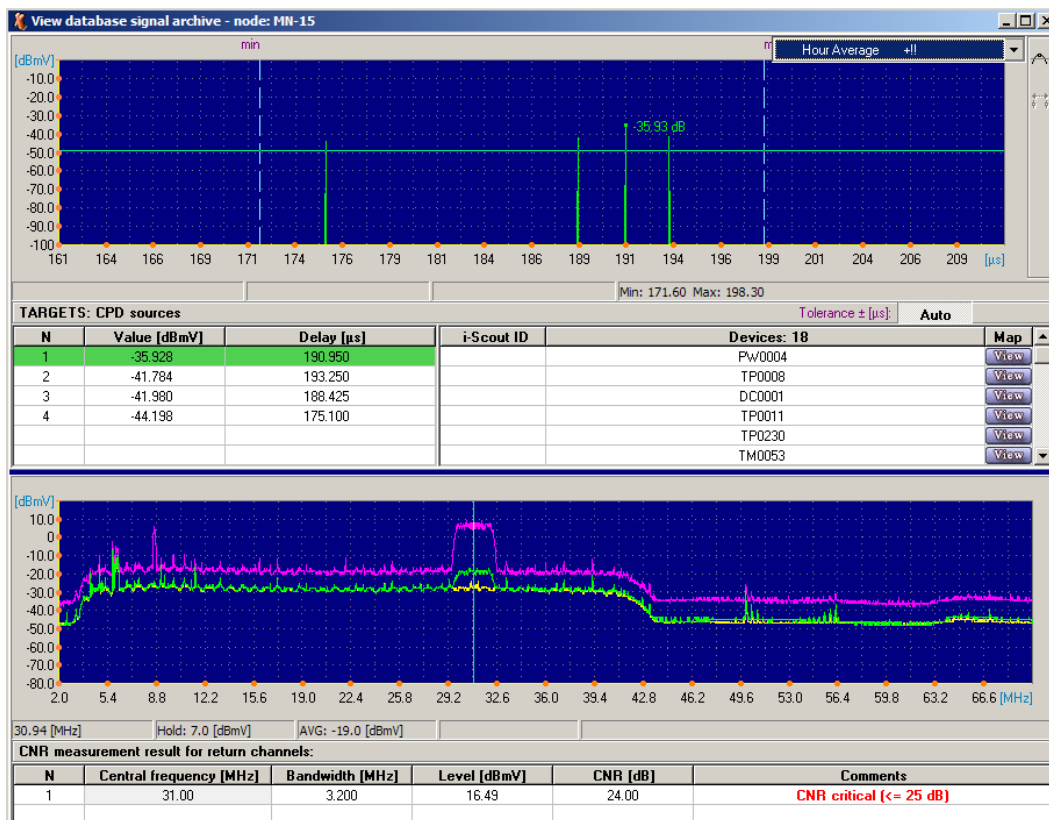 View database signal archive - node: MN-15
min
Hour Average +!!
[dBmV]
-10.0
-20.0
-30.0
-40.0
-50.0
-60.0
-70.0
-80.0
-90.0
-100
-35.93 dB
161 164 166 169 171 174 176 179 181 184 186 189 191 194 196 199 201 204 206 209 [µs]
Min: 171.60 Max: 198.30
TARGETS: CPD sources
Tolerance ± [µs]: Auto
N Value [dBmV] Delay [µs] i-Scout ID Devices: 18 Map
1 -35.928 190.950 PW0004 View
2 -41.784 193.250 TP0008 View
3 -41.980 188.425 DC0001 View
4 -44.198 175.100 TP0011 View
TP0230 View
TM0053 View
[dBmV]
10.0
0
-10.0
-20.0
-30.0
-40.0
-50.0
-60.0
-70.0
-80.0
2.0 5.4 8.8 12.2 15.6 19.0 22.4 25.8 29.2 32.6 36.0 39.4 42.8 46.2 49.6 53.0 56.4 59.8 63.2 66.6 [MHz]
30.94 [MHz] Hold: 7.0 [dBmV] AVG: -19.0 [dBmV]
CNR measurement result for return channels:
N Central frequency [MHz] Bandwidth [MHz] Level [dBmV] CNR [dB] Comments
1 31.00 3.200 16.49 24.00 CNR critical (<= 25 dB)